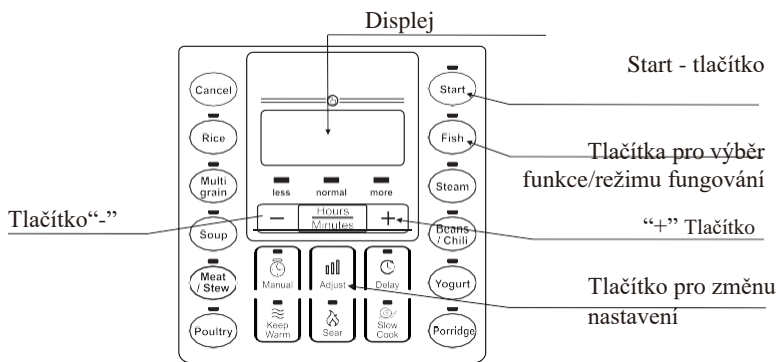 Displej
Start - tlačítko
Cancel
Start
Rice
Fish
Tlačítka pro výběr
funkce/režimu fungování
Multi
grain
less normal more
Steam
Tlačítko“-”
− Hours
Minutes +
“+” Tlačítko
Soup
Beans
/ Chili
Meat
/ Stew
Manual
Adjust
Delay
Yogurt
Tlačítko pro změnu
nastavení
Poultry
Keep
Warm
Sear
Slow
Cook
Porridge